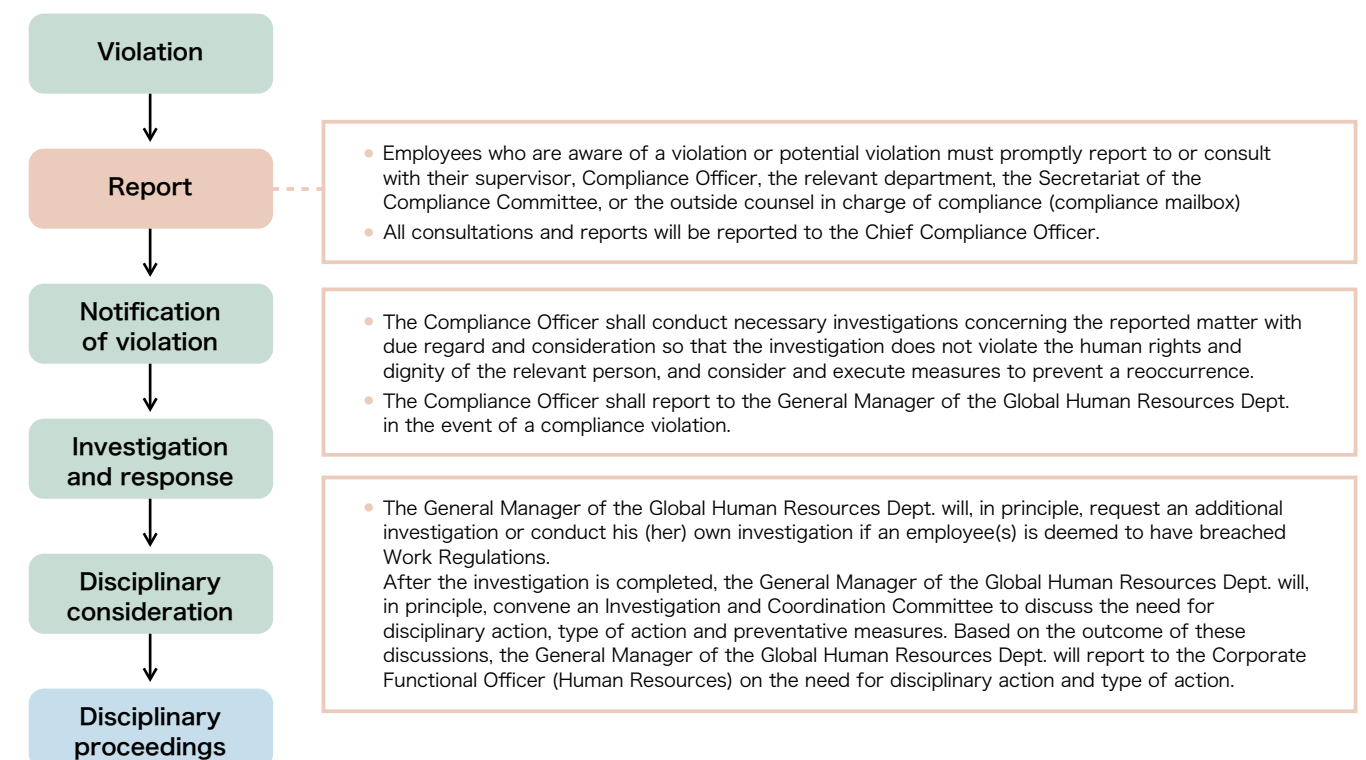 Violation
Report
• Employees who are aware of a violation or potential violation must promptly report to or consult
with their supervisor, Compliance Officer, the relevant department, the Secretariat of the
Compliance Committee, or the outside counsel in charge of compliance (compliance mailbox)
• All consultations and reports will be reported to the Chief Compliance Officer.
Notification
of violation
• The Compliance Officer shall conduct necessary investigations concerning the reported matter with
due regard and consideration so that the investigation does not violate the human rights and
dignity of the relevant person, and consider and execute measures to prevent a reoccurrence.
• The Compliance Officer shall report to the General Manager of the Global Human Resources Dept.
in the event of a compliance violation.
Investigation
and response
• The General Manager of the Global Human Resources Dept. will, in principle, request an additional
investigation or conduct his (her) own investigation if an employee(s) is deemed to have breached
Work Regulations.
After the investigation is completed, the General Manager of the Global Human Resources Dept. will,
in principle, convene an Investigation and Coordination Committee to discuss the need for
disciplinary action, type of action and preventative measures. Based on the outcome of these
discussions, the General Manager of the Global Human Resources Dept. will report to the Corporate
Functional Officer (Human Resources) on the need for disciplinary action and type of action.
Disciplinary
consideration
Disciplinary
proceedings